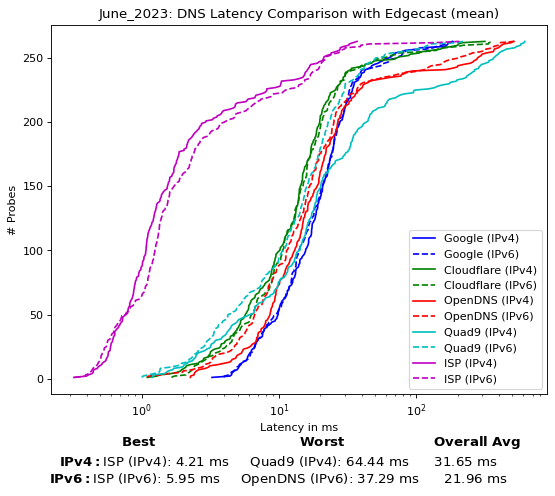 June_2023: DNS Latency Comparison with Edgecast (mean)
# Probes
250
200
150
100
50
0
Google (IPv4)
Google (IPv6)
Cloudflare (IPv4)
Cloudflare (IPv6)
OpenDNS (IPv4)
OpenDNS (IPv6)
Quad9 (IPv4)
Quad9 (IPv6)
ISP (IPv4)
ISP (IPv6)
10⁰ 10¹ 10²
Latency in ms
Best Worst Overall Avg
IPv4: ISP (IPv4): 4.21 ms Quad9 (IPv4): 64.44 ms 31.65 ms
IPv6: ISP (IPv6): 5.95 ms OpenDNS (IPv6): 37.29 ms 21.96 ms